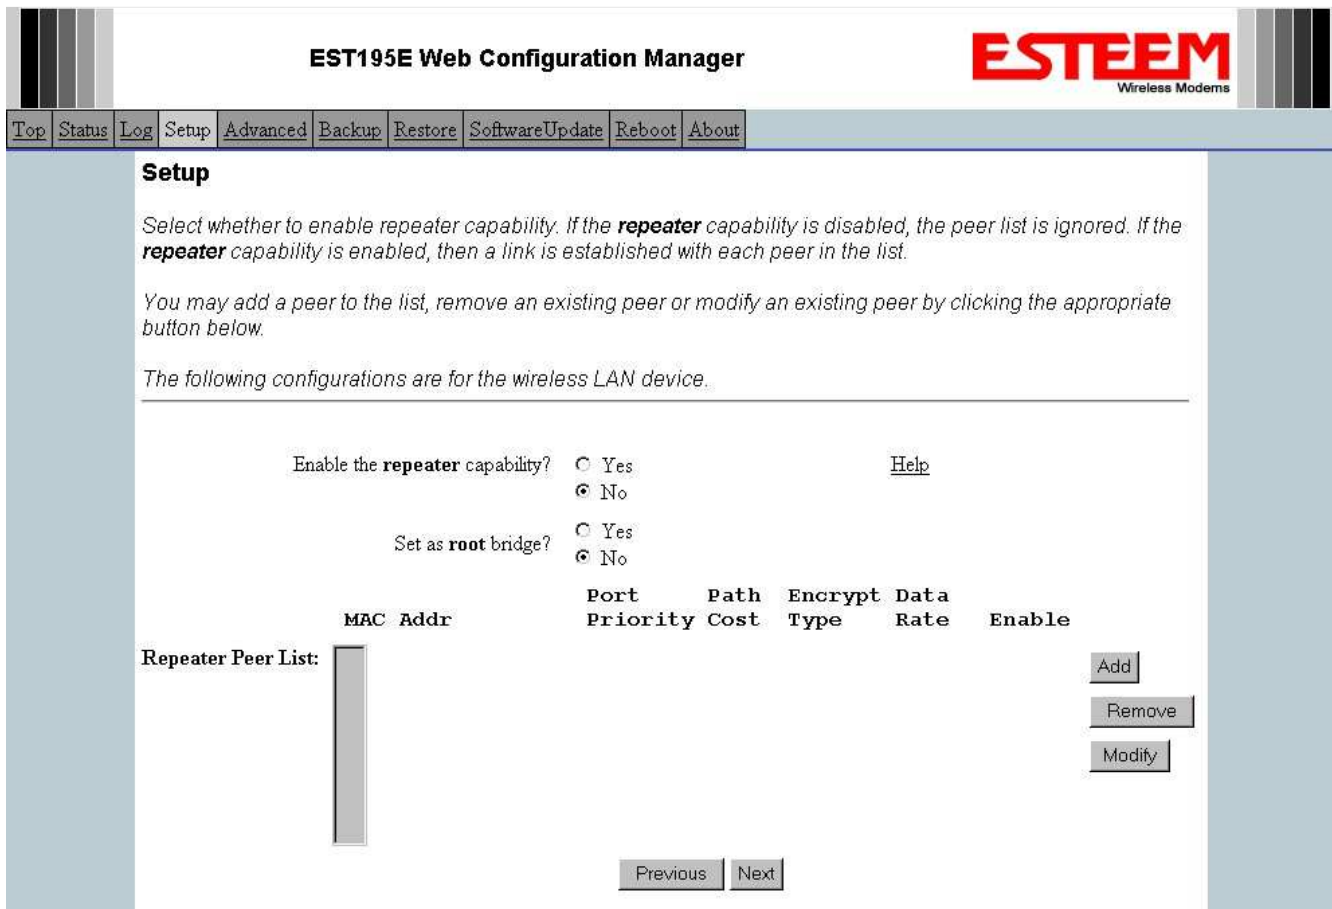 EST195E Web Configuration Manager
ESTEEM
Wireless Modems
Top Status Log Setup Advanced Backup Restore SoftwareUpdate Reboot About
Setup
Select whether to enable repeater capability. If the repeater capability is disabled, the peer list is ignored. If the
repeater capability is enabled, then a link is established with each peer in the list.
You may add a peer to the list, remove an existing peer or modify an existing peer by clicking the appropriate
button below.
The following configurations are for the wireless LAN device.
Enable the repeater capability? Yes Help
No
Set as root bridge? Yes
No
Port Path Encrypt Data
MAC Addr Priority Cost Type Rate Enable
Repeater Peer List: Add
Remove
Modify
Previous Next